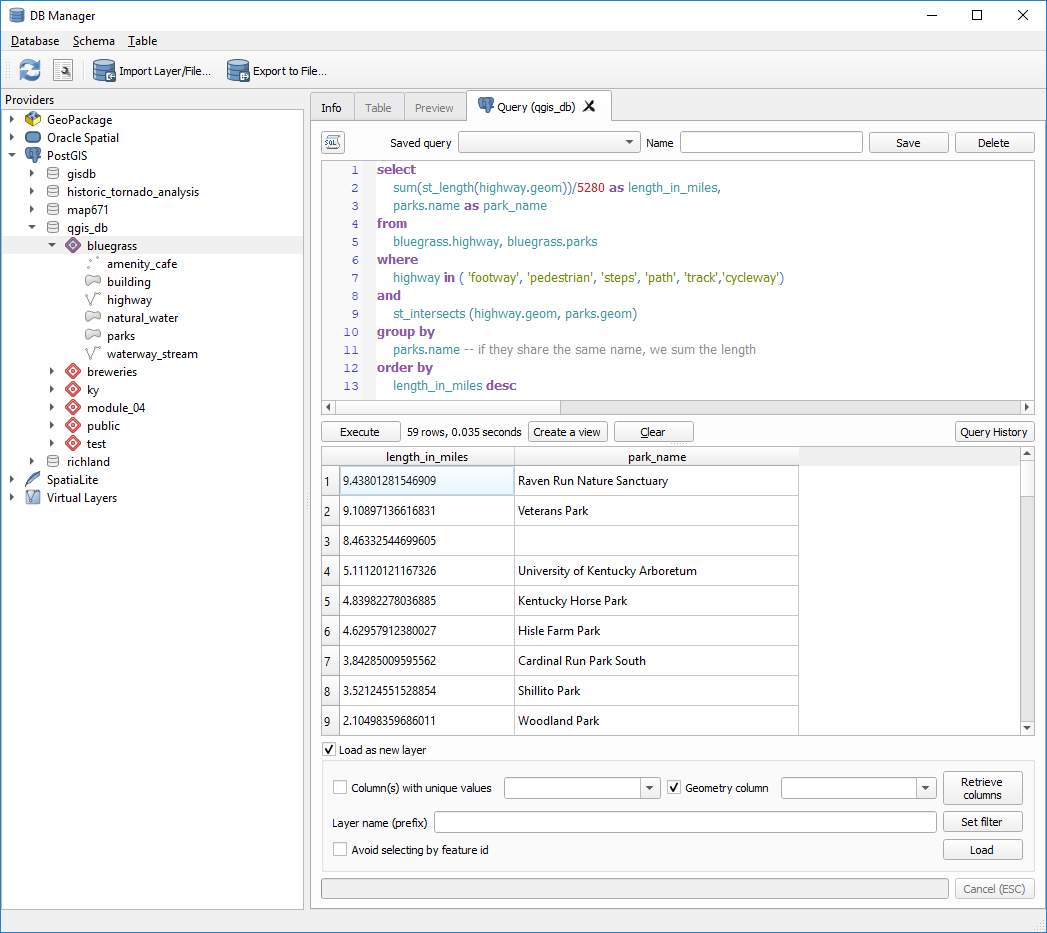 DB Manager
Database Schema Table
Import Layer/File... Export to File...
Providers
GeoPackage
Oracle Spatial
PostGIS
gisdb
historic_tornado_analysis
map671
qgis_db
bluegrass
amenity_cafe
building
highway
natural_water
parks
waterway_stream
breweries
ky
module_04
public
test
richland
SpatiaLite
Virtual Layers
Info Table Preview Query (qgis_db)
SQL Saved query Name Save Delete
1 select
2 sum(st_length(highway.geom))/5280 as length_in_miles,
3 parks.name as park_name
4 from
5 bluegrass.highway, bluegrass.parks
6 where
7 highway in ( 'footway', 'pedestrian', 'steps', 'path', 'track','cycleway')
8 and
9 st_intersects (highway.geom, parks.geom)
10 group by
11 parks.name -- if they share the same name, we sum the length
12 order by
13 length_in_miles desc
Execute 59 rows, 0.035 seconds Create a view Clear Query History
length_in_miles park_name
1 9.43801281546909 Raven Run Nature Sanctuary
2 9.10897136616831 Veterans Park
3 8.46332544699605
4 5.11120121167326 University of Kentucky Arboretum
5 4.83982278036885 Kentucky Horse Park
6 4.62957912380027 Hisle Farm Park
7 3.84285009595562 Cardinal Run Park South
8 3.52124551528854 Shillito Park
9 2.10498359686011 Woodland Park
Load as new layer
Column(s) with unique values Geometry column Retrieve
columns
Layer name (prefix) Set filter
Avoid selecting by feature id Load
Cancel (ESC)